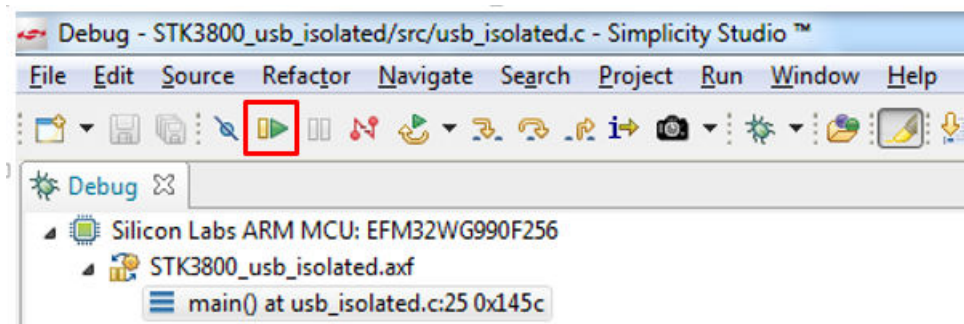 Debug - STK3800_usb_isolated/src/usb_isolated.c - Simplicity Studio ™
File Edit Source Refactor Navigate Search Project Run Window Help
Debug
Silicon Labs ARM MCU: EFM32WG990F256
STK3800_usb_isolated.axf
main() at usb_isolated.c:25 0x145c